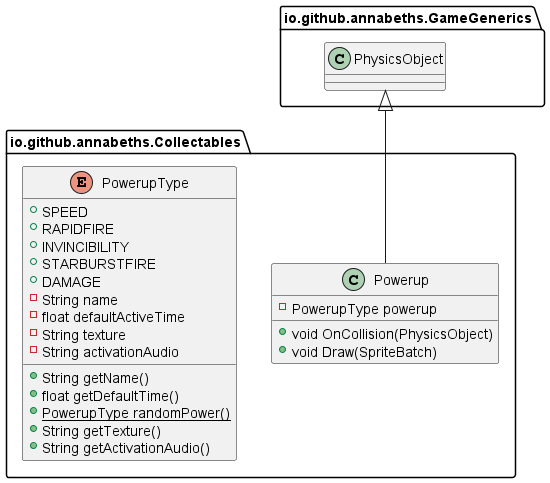 io.github.annabeths.GameGenerics
C PhysicsObject
io.github.annabeths.Collectables
E PowerupType
SPEED
RAPIDFIRE
INVINCIBILITY
STARBURSTFIRE
DAMAGE
String name
float defaultActiveTime
String texture
String activationAudio
String getName()
float getDefaultTime()
PowerupType randomPower()
String getTexture()
String getActivationAudio()
C Powerup
PowerupType powerup
void OnCollision(PhysicsObject)
void Draw(SpriteBatch)